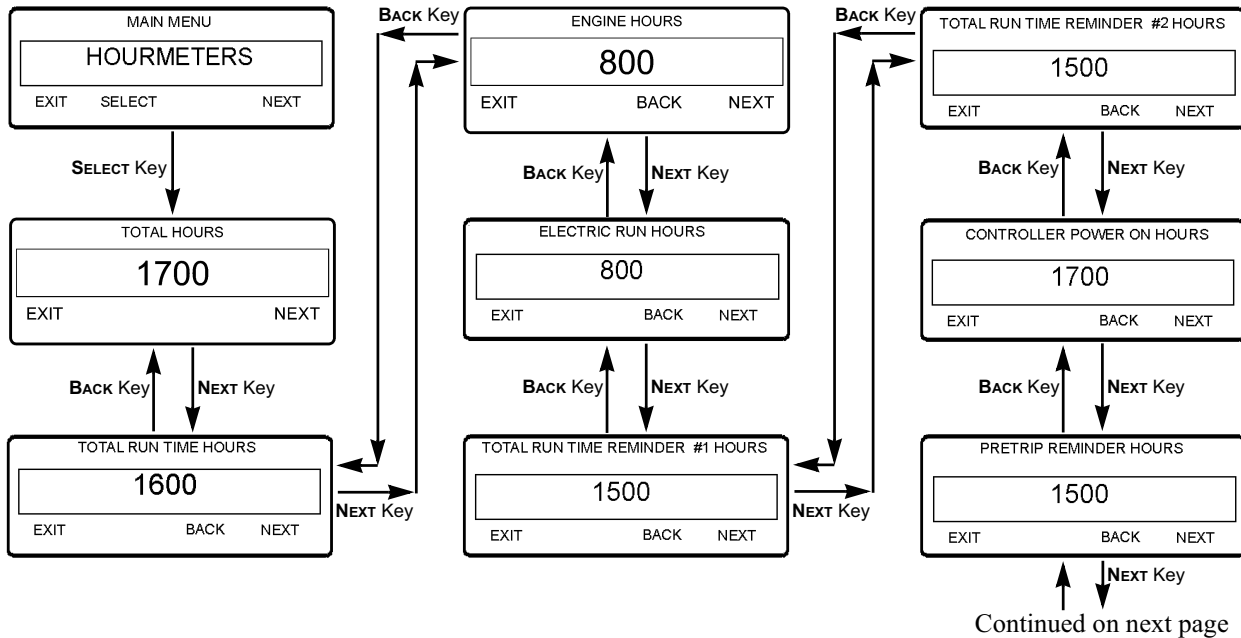 MAIN MENU
HOURMETERS
EXIT SELECT NEXT
SELECT Key
TOTAL HOURS
1700
EXIT NEXT
BACK Key NEXT Key
TOTAL RUN TIME HOURS
1600
EXIT BACK NEXT
NEXT Key
BACK Key
ENGINE HOURS
800
EXIT BACK NEXT
BACK Key NEXT Key
ELECTRIC RUN HOURS
800
EXIT BACK NEXT
BACK Key NEXT Key
TOTAL RUN TIME REMINDER #1 HOURS
1500
EXIT BACK NEXT
NEXT Key
BACK Key
TOTAL RUN TIME REMINDER #2 HOURS
1500
EXIT BACK NEXT
BACK Key NEXT Key
CONTROLLER POWER ON HOURS
1700
EXIT BACK NEXT
BACK Key NEXT Key
PRETRIP REMINDER HOURS
1500
EXIT BACK NEXT
NEXT Key
Continued on next page